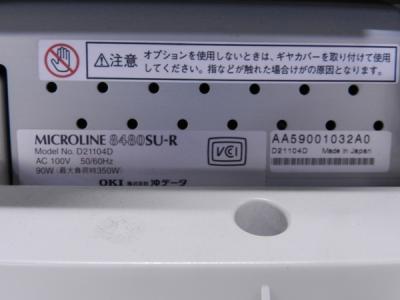 ⚠注意 オプションを使用しないときは、ギヤカバーを取り付けて使用
してください。指などが触れた場合けがの原因となります。
MICROLINE 8480SU-R
Model No. D21104D
AC 100V 50/60Hz
90W (最大負荷時350W)
OKI 株式会社 沖データ
VCI
AA59001032A0
D21104D Made in Japan